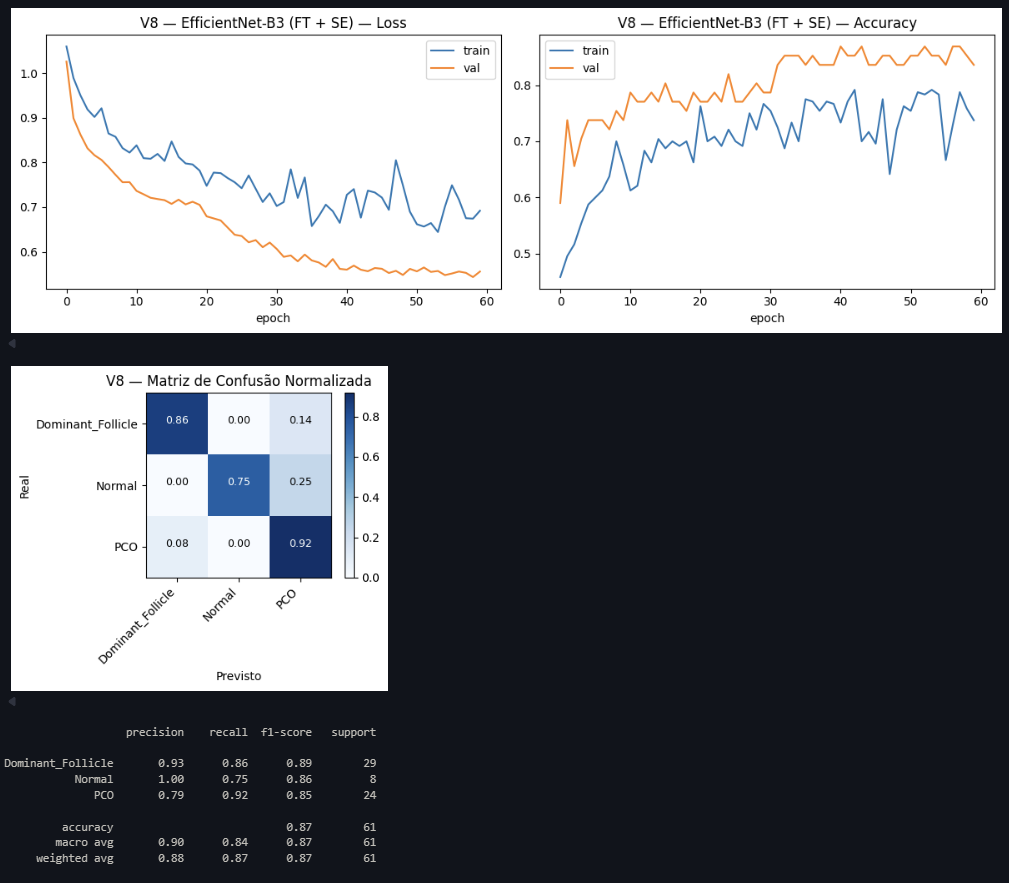 V8 — EfficientNet-B3 (FT + SE) — Loss
train
val
1.0
0.9
0.8
0.7
0.6
0 10 20 30 40 50 60
epoch
V8 — EfficientNet-B3 (FT + SE) — Accuracy
train
val
0.8
0.7
0.6
0.5
0 10 20 30 40 50 60
epoch
V8 — Matriz de Confusão Normalizada
Real
Dominant_Follicle 0.86 0.00 0.14
Normal 0.00 0.75 0.25
PCO 0.08 0.00 0.92
0.8
0.6
0.4
0.2
0.0
Dominant_Follicle Normal PCO
Previsto
precision recall f1-score support
Dominant_Follicle 0.93 0.86 0.89 29
Normal 1.00 0.75 0.86 8
PCO 0.79 0.92 0.85 24
accuracy 0.87 61
macro avg 0.90 0.84 0.87 61
weighted avg 0.88 0.87 0.87 61